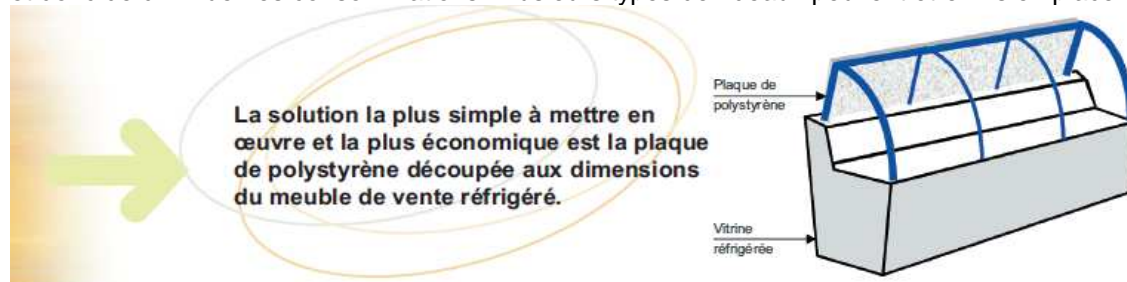 La solution la plus simple à mettre en
œuvre et la plus économique est la plaque
de polystyrène découpée aux dimensions
du meuble de vente réfrigéré.
Plaque de
polystyrène
Vitrine
réfrigérée